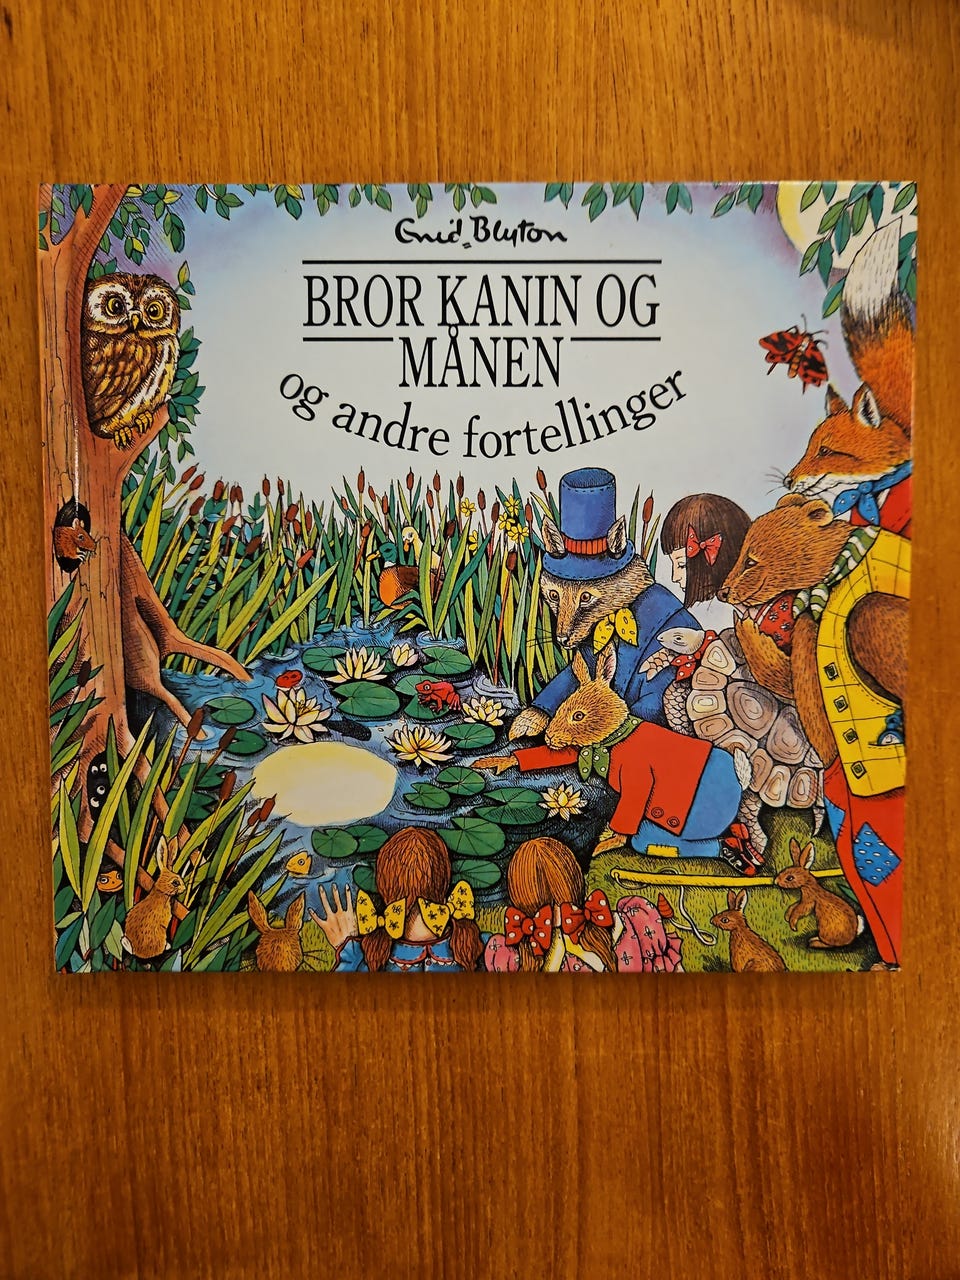 Enid Blyton
BROR KANIN OG
MÅNEN
og andre fortellinger